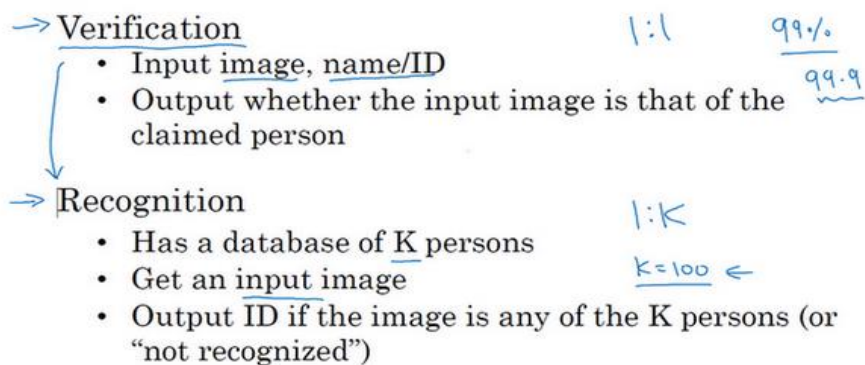 → Verification 1:1 99%
• Input image, name/ID 99.9
• Output whether the input image is that of the
claimed person
→ Recognition
1:K
• Has a database of K persons
• Get an input image K=100 ←
• Output ID if the image is any of the K persons (or
“not recognized”)